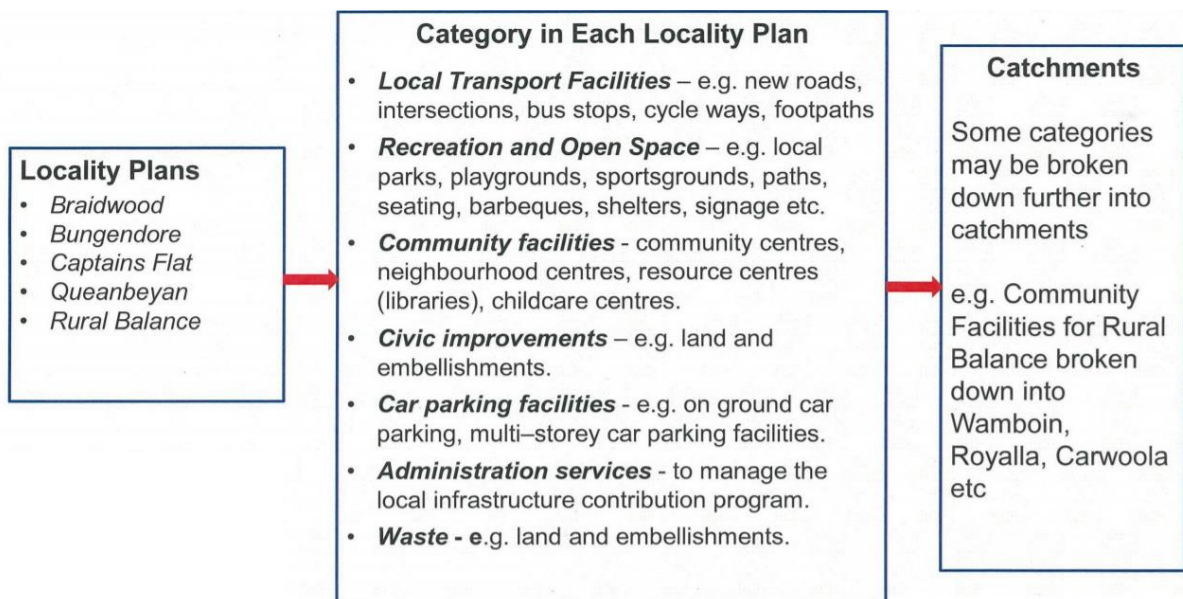 Locality Plans
• Braidwood
• Bungendore
• Captains Flat
• Queanbeyan
• Rural Balance
Category in Each Locality Plan
• Local Transport Facilities – e.g. new roads,
intersections, bus stops, cycle ways, footpaths
• Recreation and Open Space – e.g. local
parks, playgrounds, sportsgrounds, paths,
seating, barbeques, shelters, signage etc.
• Community facilities - community centres,
neighbourhood centres, resource centres
(libraries), childcare centres.
• Civic improvements – e.g. land and
embellishments.
• Car parking facilities - e.g. on ground car
parking, multi–storey car parking facilities.
• Administration services - to manage the
local infrastructure contribution program.
• Waste - e.g. land and embellishments.
Catchments
Some categories
may be broken
down further into
catchments
e.g. Community
Facilities for Rural
Balance broken
down into
Wamboin,
Royalla, Carwoola
etc